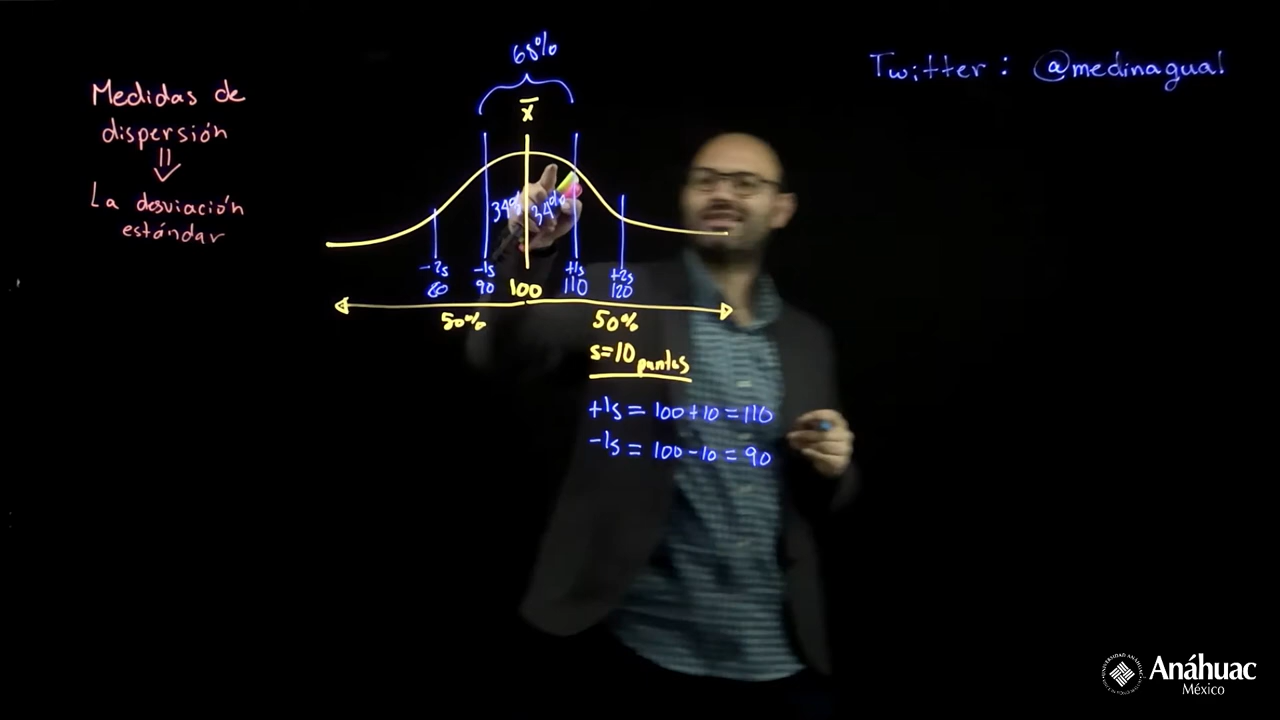 Medidas de
dispersión
La desviación
estándar
68%
x̄
34% 34%
-2s -1s +1s +2s
80 90 100 110 120
50% 50%
s=10 puntos
+1s = 100+10=110
-1s = 100-10=90
Twitter: @medinagual
Anáhuac
México